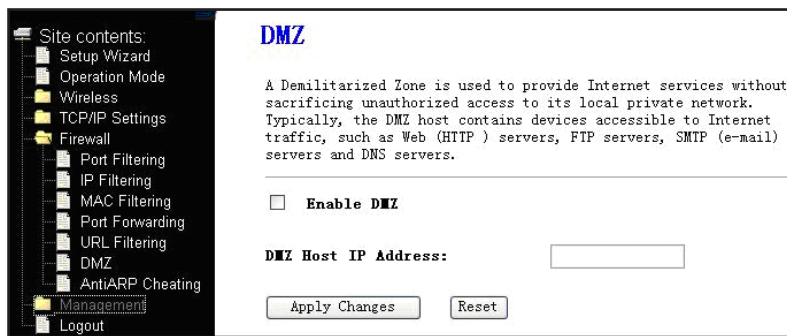 Site contents:
Setup Wizard
Operation Mode
Wireless
TCP/IP Settings
Firewall
Port Filtering
IP Filtering
MAC Filtering
Port Forwarding
URL Filtering
DMZ
AntiARP Cheating
Management
Logout
DMZ
A Demilitarized Zone is used to provide Internet services without
sacrificing unauthorized access to its local private network.
Typically, the DMZ host contains devices accessible to Internet
traffic, such as Web (HTTP ) servers, FTP servers, SMTP (e-mail)
servers and DNS servers.
Enable DMZ
DMZ Host IP Address:
Apply Changes
Reset